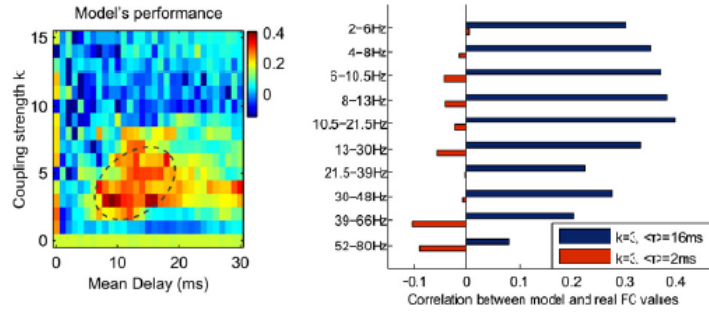 Model's performance
Coupling strength k
15
10
5
0
0
10
20
30
Mean Delay (ms)
0.4
0.2
0
2-6Hz
4-8Hz
6-10.5Hz
8-13Hz
10.5-21.5Hz
13-30Hz
21.5-39Hz
30-48Hz
39-66Hz
52-80Hz
k=3, <τ>=16ms
k=3, <τ>=2ms
0
0.1
0.2
0.3
0.4
Correlation between model and real FC values